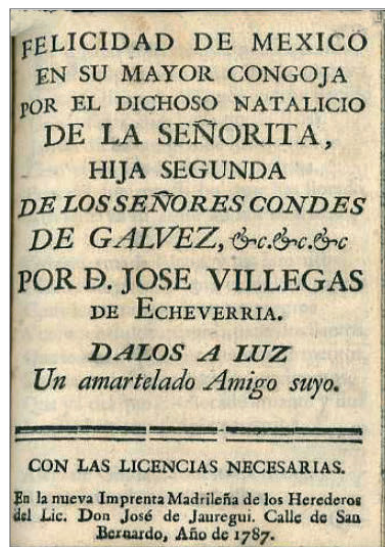 FELICIDAD DE MEXICO
EN SU MAYOR CONGOJA
POR EL DICHOSO NATALICIO
DE LA SEÑORITA,
HIJA SEGUNDA
DE LOS SEÑORES CONDES
DE GALVEZ, &c.&c.&c
POR D. JOSE VILLEGAS
DE ECHEVERRIA.
DALOS A LUZ
Un amartelado Amigo suyo.
CON LAS LICENCIAS NECESARIAS.
En la nueva Imprenta Madrileña de los Herederos
del Lic. Don José de Jauregui. Calle de San
Bernardo, Año de 1787.